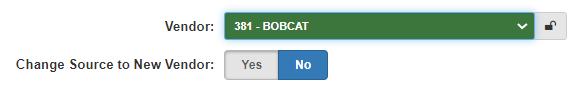 Vendor: 381 - BOBCAT
Change Source to New Vendor: Yes No